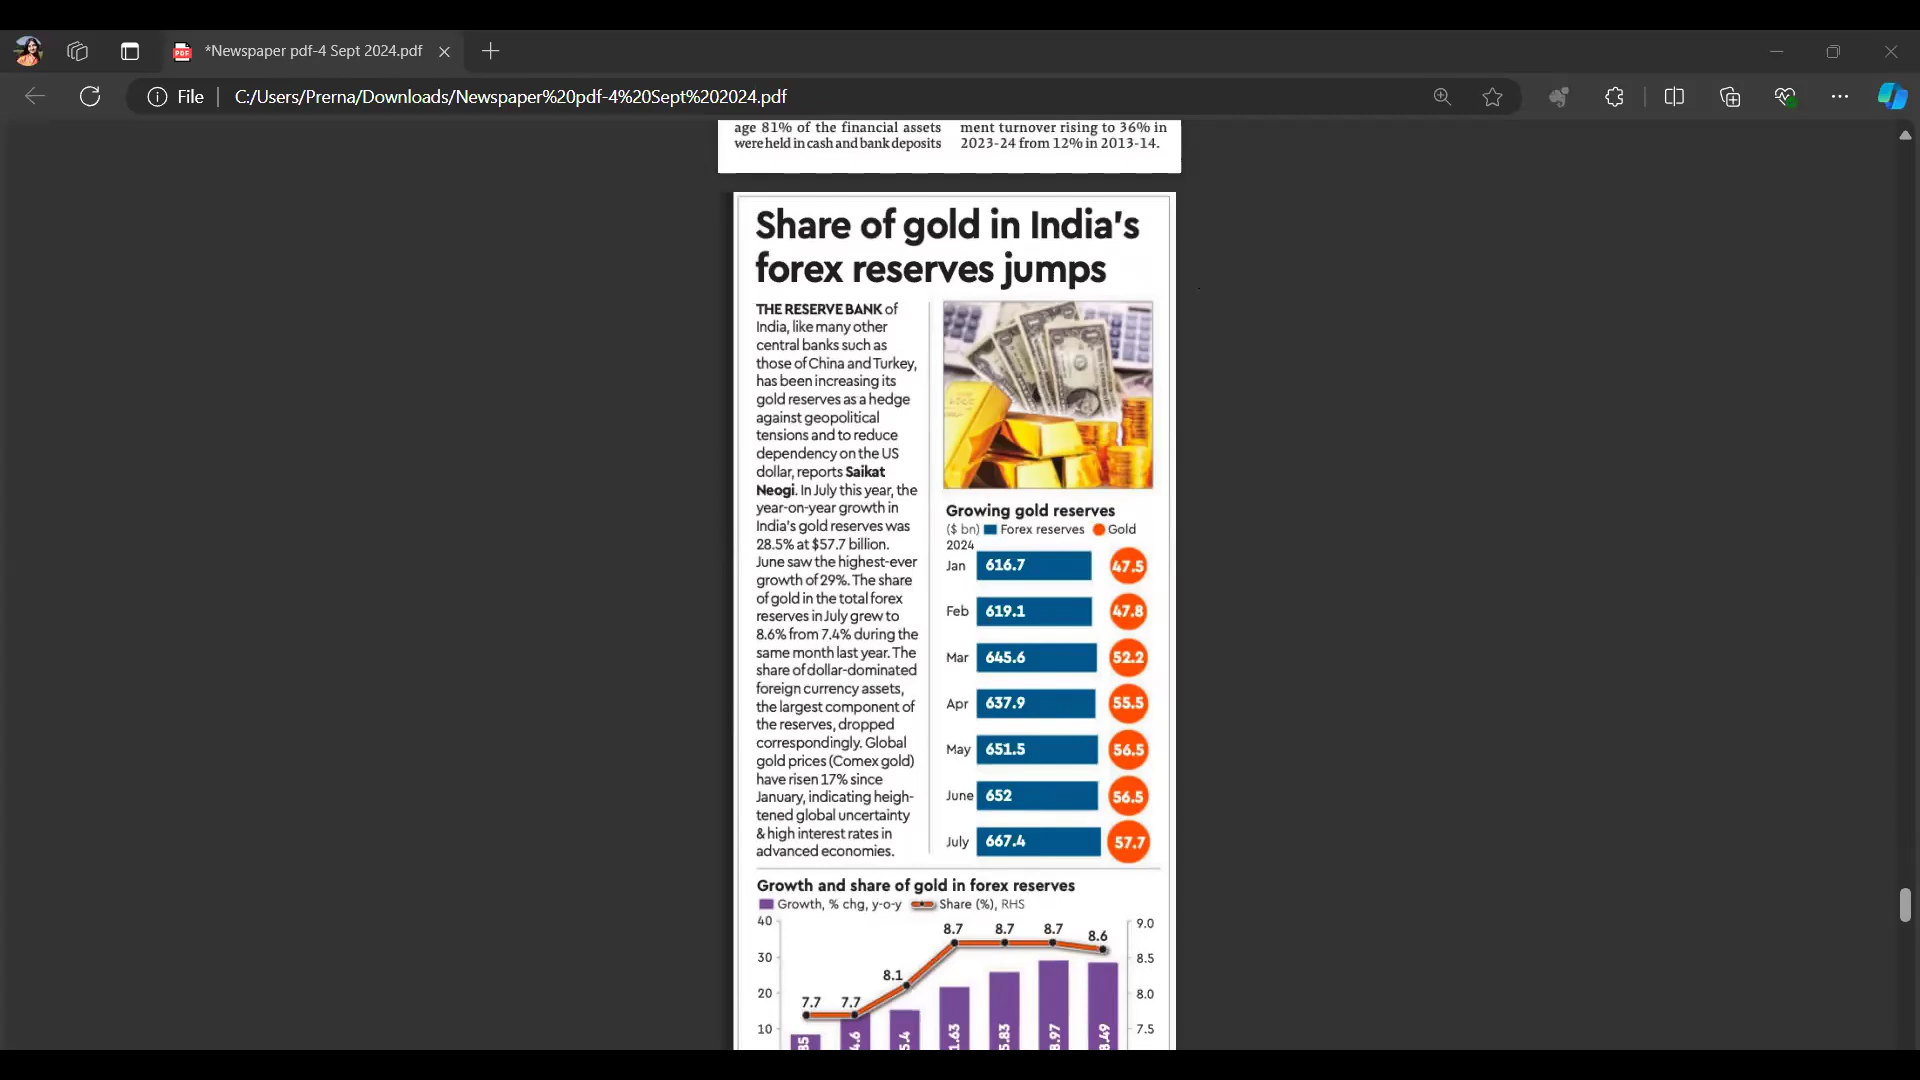 *Newspaper pdf-4 Sept 2024.pdf
File
C:/Users/Prerna/Downloads/Newspaper%20pdf-4%20Sept%202024.pdf
age 81% of the financial assets
were held in cash and bank deposits
ment turnover rising to 36% in
2023-24 from 12% in 2013-14.
Share of gold in India's
forex reserves jumps
THE RESERVE BANK of
India, like many other
central banks such as
those of China and Turkey,
has been increasing its
gold reserves as a hedge
against geopolitical
tensions and to reduce
dependency on the US
dollar, reports Saikat
Neogi. In July this year, the
year-on-year growth in
India's gold reserves was
28.5% at $57.7 billion.
June saw the highest-ever
growth of 29%. The share
of gold in the total forex
reserves in July grew to
8.6% from 7.4% during the
same month last year. The
share of dollar-dominated
foreign currency assets,
the largest component of
the reserves, dropped
correspondingly. Global
gold prices (Comex gold)
have risen 17% since
January, indicating heigh-
tened global uncertainty
& high interest rates in
advanced economies.
Growing gold reserves
($ bn) Forex reserves Gold
2024
Jan 616.7 47.5
Feb 619.1 47.8
Mar 645.6 52.2
Apr 637.9 55.5
May 651.5 56.5
June 652 56.5
July 667.4 57.7
Growth and share of gold in forex reserves
Growth, % chg, y-o-y Share (%), RHS
40
30
20
10
7.7
7.7
8.1
8.7
8.7
8.7
8.6
9.0
8.5
8.0
7.5
85
4.6
5.4
1.63
5.83
8.97
8.49